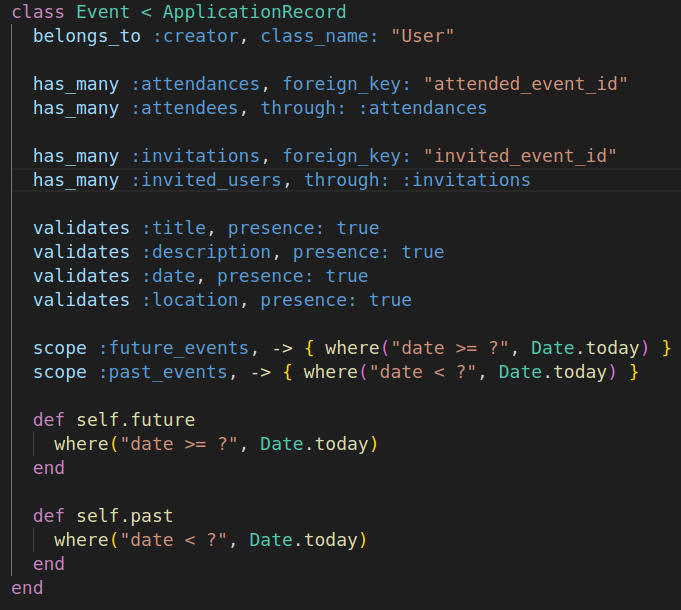 class Event < ApplicationRecord
  belongs_to :creator, class_name: "User"

  has_many :attendances, foreign_key: "attended_event_id"
  has_many :attendees, through: :attendances

  has_many :invitations, foreign_key: "invited_event_id"
  has_many :invited_users, through: :invitations

  validates :title, presence: true
  validates :description, presence: true
  validates :date, presence: true
  validates :location, presence: true

  scope :future_events, -> { where("date >= ?", Date.today) }
  scope :past_events, -> { where("date < ?", Date.today) }

  def self.future
    where("date >= ?", Date.today)
  end

  def self.past
    where("date < ?", Date.today)
  end
end